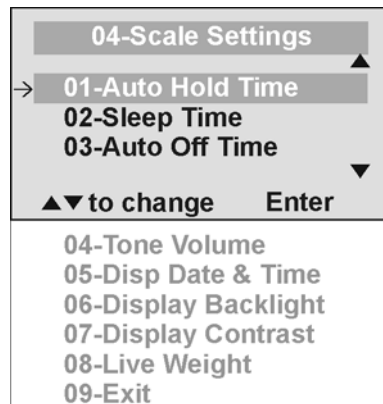 04-Scale Settings
▲
→ 01-Auto Hold Time
02-Sleep Time
03-Auto Off Time
▼
▲▼ to change Enter
04-Tone Volume
05-Disp Date & Time
06-Display Backlight
07-Display Contrast
08-Live Weight
09-Exit